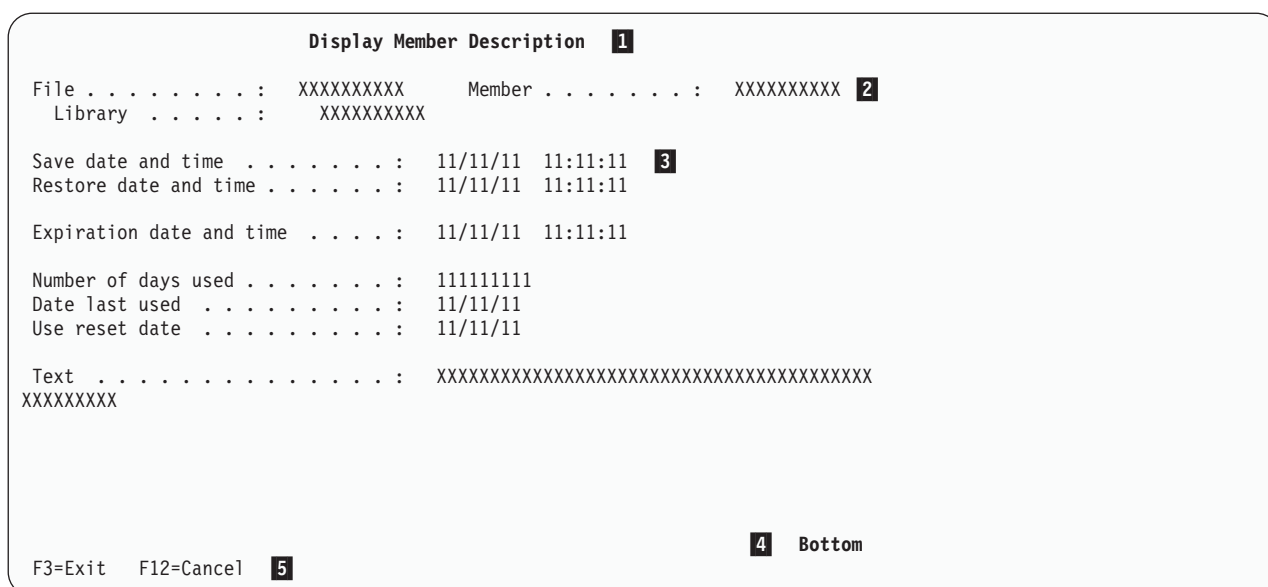 Display Member Description 1
File . . . . . . . . : XXXXXXXXXX Member . . . . . . . : XXXXXXXXXX 2
Library . . . . . : XXXXXXXXXX
Save date and time . . . . . . . : 11/11/11 11:11:11 3
Restore date and time . . . . . . : 11/11/11 11:11:11
Expiration date and time . . . . : 11/11/11 11:11:11
Number of days used . . . . . . . : 111111111
Date last used . . . . . . . . . : 11/11/11
Use reset date . . . . . . . . . : 11/11/11
Text . . . . . . . . . . . . . . : XXXXXXXXXXXXXXXXXXXXXXXXXXXXXXXXXXXXXXXXX
XXXXXXXXX
4 Bottom
F3=Exit F12=Cancel 5